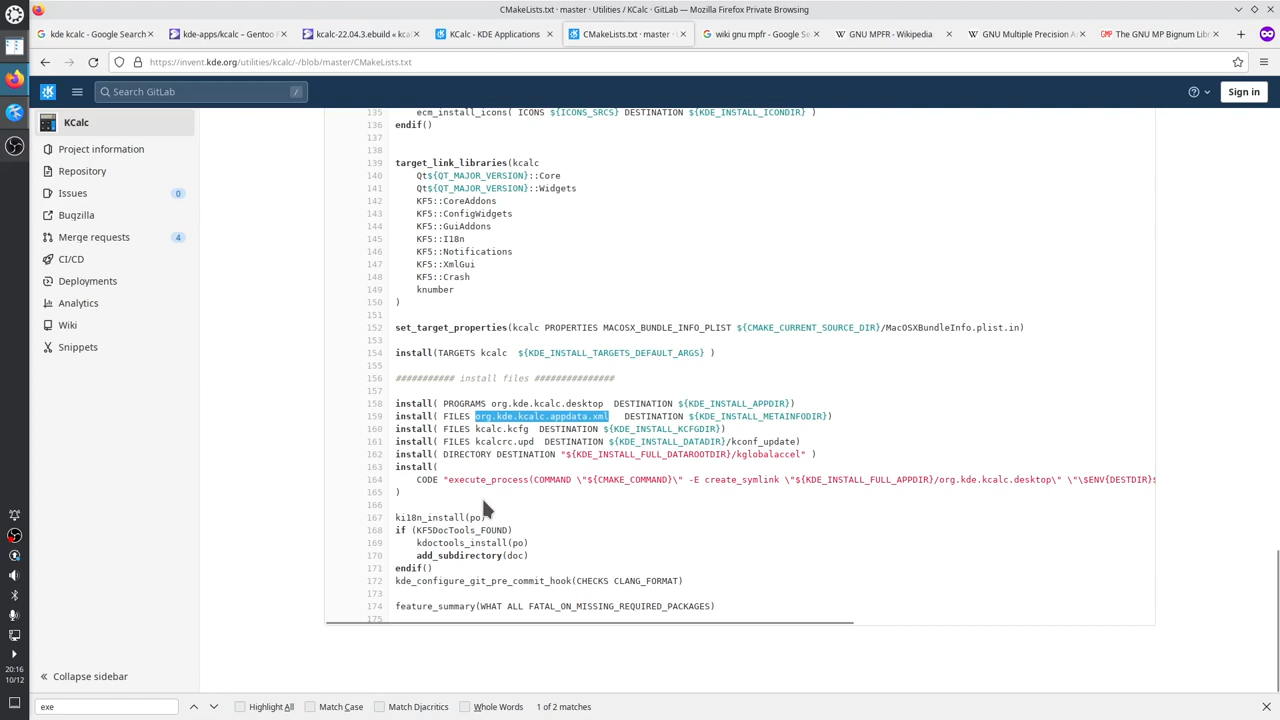 CMakeLists.txt · master · Utilities / KCalc · GitLab — Mozilla Firefox Private Browsing
kde kcalc - Google Search
kde-apps/kcalc – Gentoo
kcalc-22.04.3.ebuild « kca
KCalc - KDE Applications
CMakeLists.txt · master ·
wiki gnu mpfr - Google Se
GNU MPFR - Wikipedia
GNU Multiple Precision A
GMP The GNU MP Bignum Lib
https://invent.kde.org/utilities/kcalc/-/blob/master/CMakeLists.txt
Search GitLab /
Sign in
KCalc
Project information
Repository
Issues 0
Bugzilla
Merge requests 4
CI/CD
Deployments
Analytics
Wiki
Snippets
Collapse sidebar
135 ecm_install_icons( ICONS ${ICONS_SRCS} DESTINATION ${KDE_INSTALL_ICONDIR} )
136 endif()
137
138
139 target_link_libraries(kcalc
140 Qt${QT_MAJOR_VERSION}::Core
141 Qt${QT_MAJOR_VERSION}::Widgets
142 KF5::CoreAddons
143 KF5::ConfigWidgets
144 KF5::GuiAddons
145 KF5::I18n
146 KF5::Notifications
147 KF5::XmlGui
148 KF5::Crash
149 knumber
150 )
151
152 set_target_properties(kcalc PROPERTIES MACOSX_BUNDLE_INFO_PLIST ${CMAKE_CURRENT_SOURCE_DIR}/MacOSXBundleInfo.plist.in)
153
154 install(TARGETS kcalc  ${KDE_INSTALL_TARGETS_DEFAULT_ARGS} )
155
156 ########### install files ###############
157
158 install( PROGRAMS org.kde.kcalc.desktop  DESTINATION ${KDE_INSTALL_APPDIR})
159 install( FILES org.kde.kcalc.appdata.xml   DESTINATION ${KDE_INSTALL_METAINFODIR})
160 install( FILES kcalc.kcfg  DESTINATION ${KDE_INSTALL_KCFGDIR})
161 install( FILES kcalcrc.upd  DESTINATION ${KDE_INSTALL_DATADIR}/kconf_update)
162 install( DIRECTORY DESTINATION "${KDE_INSTALL_FULL_DATAROOTDIR}/kglobalaccel" )
163 install(
164 CODE "execute_process(COMMAND \"${CMAKE_COMMAND}\" -E create_symlink \"${KDE_INSTALL_FULL_APPDIR}/org.kde.kcalc.desktop\" \"\$ENV{DESTDIR}$
165 )
166
167 ki18n_install(po)
168 if (KF5DocTools_FOUND)
169 kdoctools_install(po)
170 add_subdirectory(doc)
171 endif()
172 kde_configure_git_pre_commit_hook(CHECKS CLANG_FORMAT)
173
174 feature_summary(WHAT ALL FATAL_ON_MISSING_REQUIRED_PACKAGES)
175
20:16
10/12
exe
Highlight All
Match Case
Match Diacritics
Whole Words
1 of 2 matches